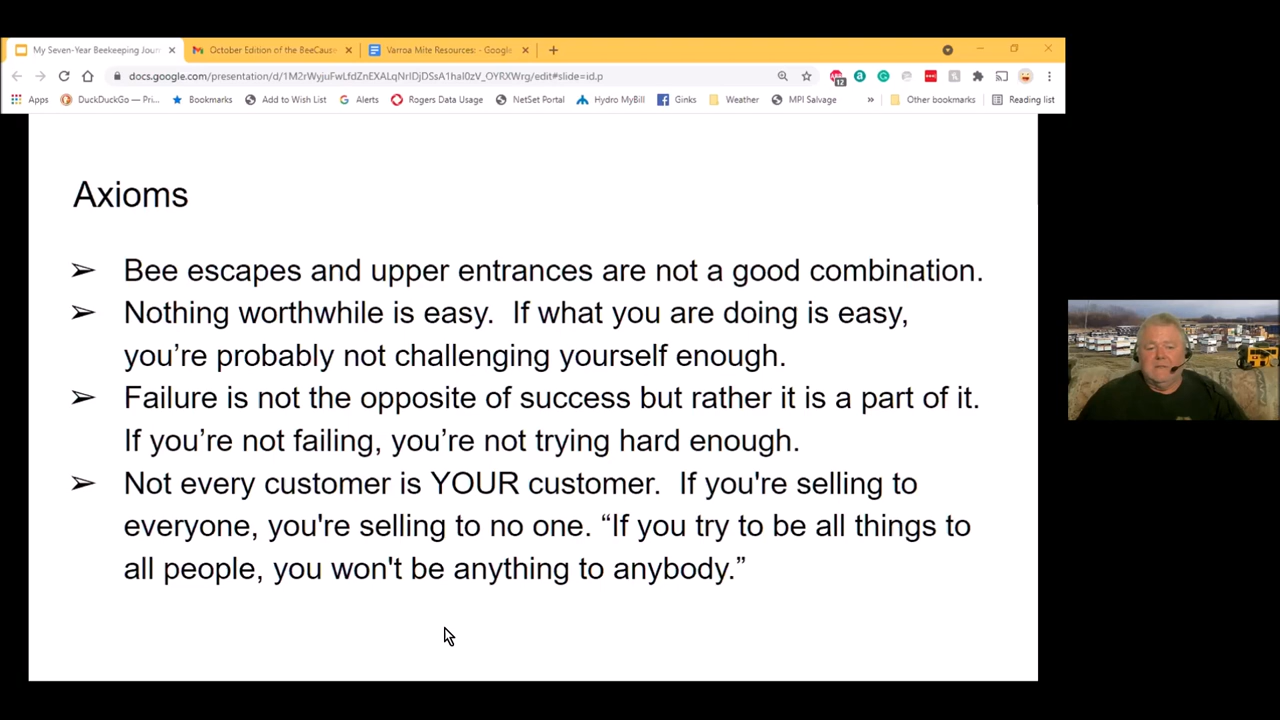 My Seven-Year Beekeeping Jour
October Edition of the BeeCause
Varroa Mite Resources: - Google
docs.google.com/presentation/d/1M2rWyjuFwLfdZnEXALqNrIDjDSsA1hal0zV_OYRXWrg/edit#slide=id.p
12
Apps
DuckDuckGo — Pri...
Bookmarks
Add to Wish List
Alerts
Rogers Data Usage
NetSet Portal
Hydro MyBill
Ginks
Weather
MPI Salvage
»
Other bookmarks
Reading list
Axioms
➢ Bee escapes and upper entrances are not a good combination.
➢ Nothing worthwhile is easy.  If what you are doing is easy,
you’re probably not challenging yourself enough.
➢ Failure is not the opposite of success but rather it is a part of it.
If you’re not failing, you’re not trying hard enough.
➢ Not every customer is YOUR customer.  If you're selling to
everyone, you're selling to no one. “If you try to be all things to
all people, you won't be anything to anybody.”